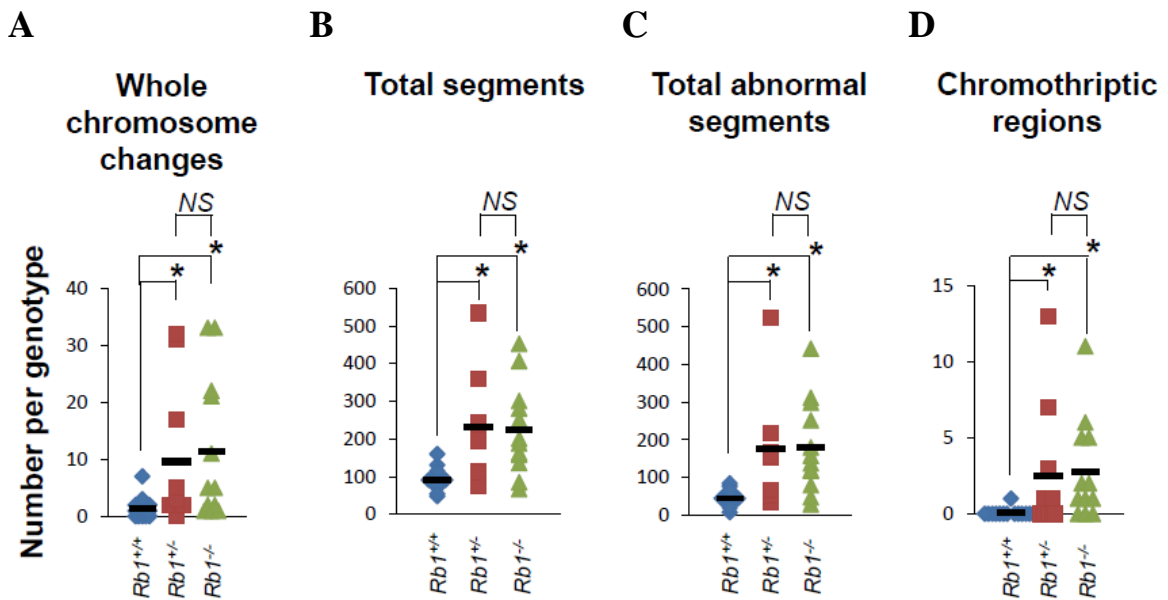 A
B
C
D
Whole
chromosome
changes
Total segments
Total abnormal
segments
Chromothriptic
regions
Number per genotype
NS
*
*
40
30
20
10
0
Rb1+/+
Rb1+/-
Rb1-/-
NS
*
*
600
500
400
300
200
100
0
Rb1+/+
Rb1+/-
Rb1-/-
NS
*
*
600
500
400
300
200
100
0
Rb1+/+
Rb1+/-
Rb1-/-
NS
*
*
15
10
5
0
Rb1+/+
Rb1+/-
Rb1-/-